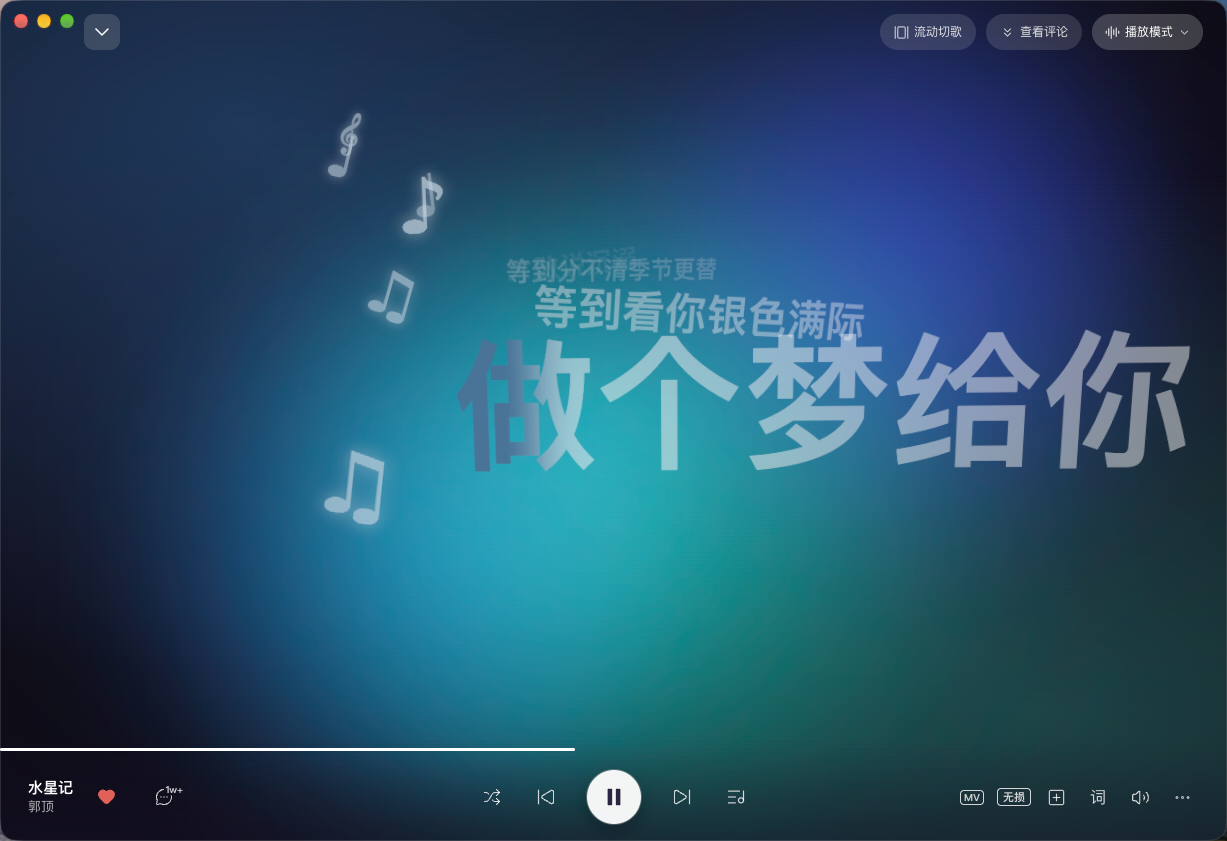 流动切歌
查看评论
播放模式
等到分不清季节更替
等到看你银色满际
做个梦给你
水星记
郭顶
1w+
MV
无损
词